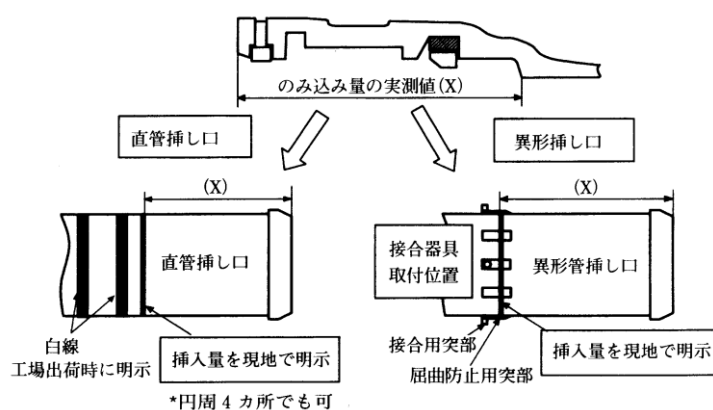 のみ込み量の実測値(X)
直管挿し口
異形挿し口
(X)
(X)
直管挿し口
接合器具
取付位置
異形管挿し口
白線
工場出荷時に明示
挿入量を現地で明示
接合用突部
屈曲防止用突部
挿入量を現地で明示
*円周4カ所でも可